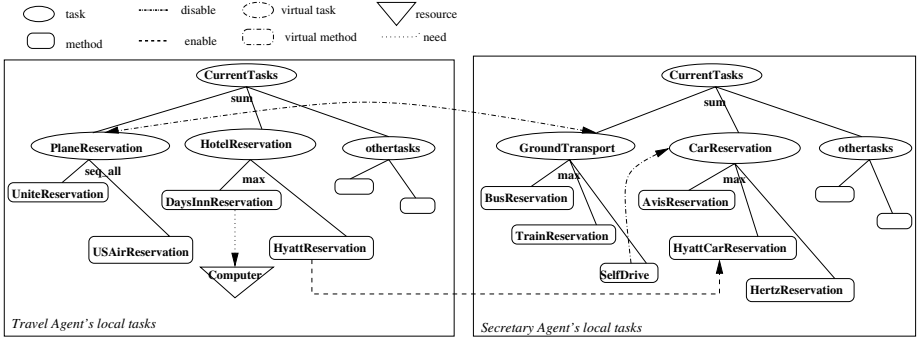 task
disable
virtual task
resource
method
enable
virtual method
need
CurrentTasks
sum
PlaneReservation
HotelReservation
othertasks
seq_all
max
UniteReservation
DaysInnReservation
USAirReservation
HyattReservation
Computer
Travel Agent's local tasks
CurrentTasks
sum
GroundTransport
CarReservation
othertasks
max
max
BusReservation
AvisReservation
TrainReservation
HyattCarReservation
SelfDrive
HertzReservation
Secretary Agent's local tasks